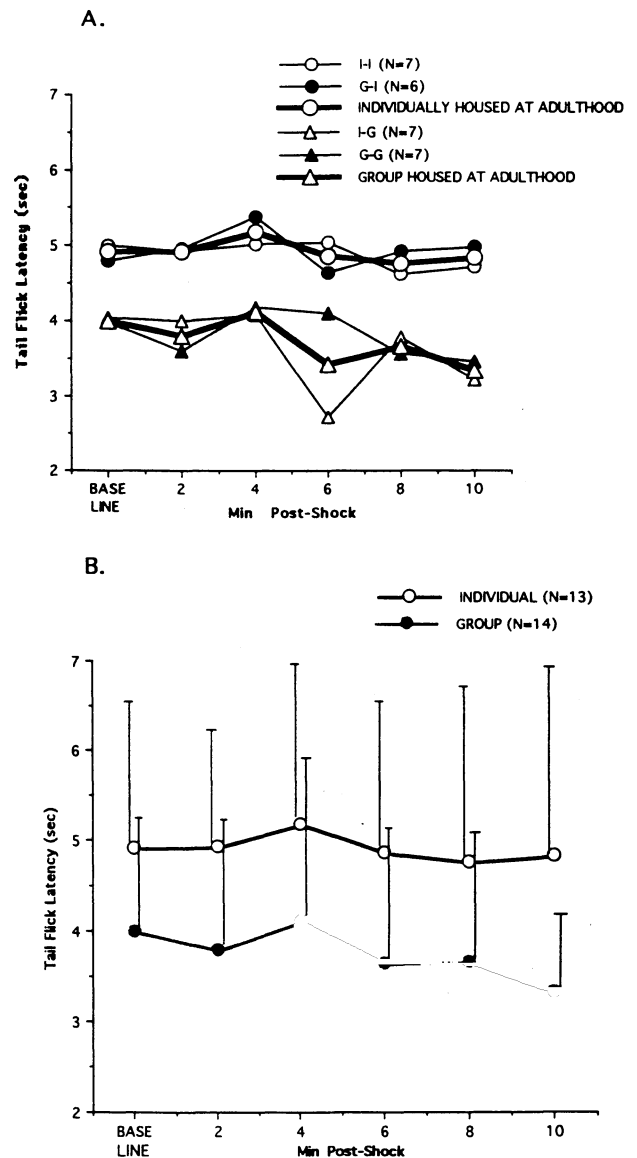 A.
I-I (N=7)
G-I (N=6)
INDIVIDUALLY HOUSED AT ADULTHOOD
I-G (N=7)
G-G (N=7)
GROUP HOUSED AT ADULTHOOD
7
6
5
4
3
2
Tail Flick Latency (sec)
BASE LINE
2
4
6
8
10
Min Post-Shock
B.
INDIVIDUAL (N=13)
GROUP (N=14)
7
6
5
4
3
2
Tail Flick Latency (sec)
BASE LINE
2
4
6
8
10
Min Post-Shock